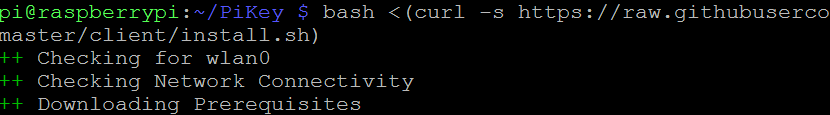 pi@raspberrypi:~/PiKey $ bash <(curl -s https://raw.githubuserco
master/client/install.sh)
++ Checking for wlan0
++ Checking Network Connectivity
++ Downloading Prerequisites